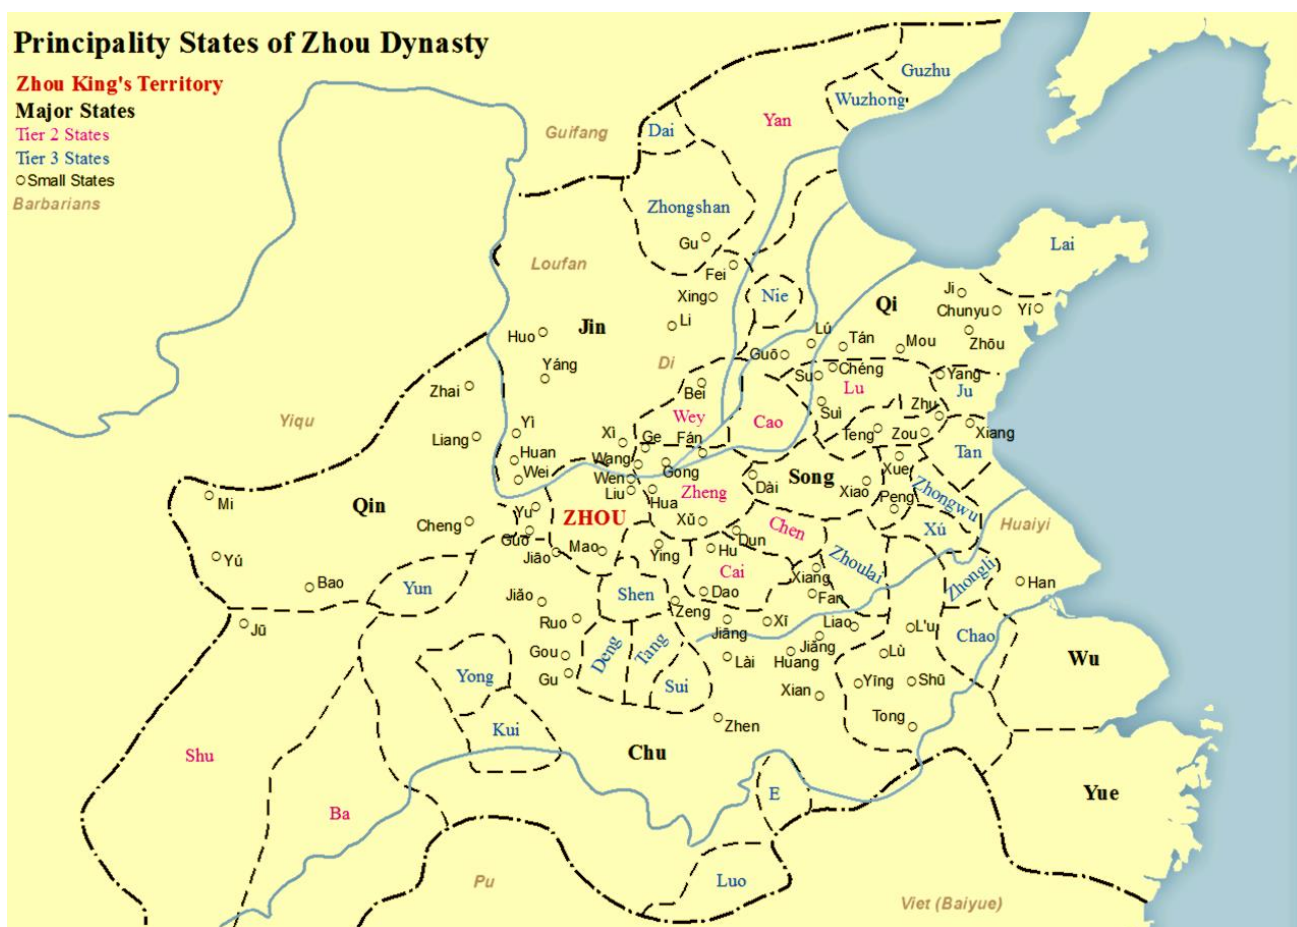 Principality States of Zhou Dynasty
Zhou King's Territory
Major States
Tier 2 States
Tier 3 States
Small States
Barbarians
Guifang
Dai
Yan
Guzhu
Wuzhong
Zhongshan
Gu
Lai
Loufan
Fei
Xing
Nie
Qi
Ji
Chunyu
Yí
Jin
Li
Huo
Lú
Tán
Mou
Zhōu
Di
Guō
Yáng
Su
Chéng
Yang
Zhai
Bei
Lu
Ju
Yiqu
Wey
Cao
Suì
Zhu
Liang
Yì
Xì
Ge
Fán
Teng
Zou
Xiang
Huan
Wang
Gong
Tan
Wei
Wen
Song
Xue
Mi
Liu
Zheng
Dài
Xiao
Peng
Zhongwu
Qin
Yu
ZHOU
Hua
Cheng
Xǔ
Chen
Xú
Huaiyi
Guo
Dun
Yú
Jiāo
Mao
Ying
Hu
Zhoulai
Cai
Xiang
Zhongli
Bao
Yun
Shen
Dao
Fan
Han
Jiǎo
Zeng
Jū
Ruo
Jiāng
Xī
Liao
L'u
Chao
Gou
Deng
Tang
Lài
Huang
Jiǎng
Lù
Wu
Gu
Yong
Sui
Xian
Yīng
Shū
Kui
Zhen
Tong
Shu
Chu
Ba
E
Yue
Pu
Luo
Viet (Baiyue)